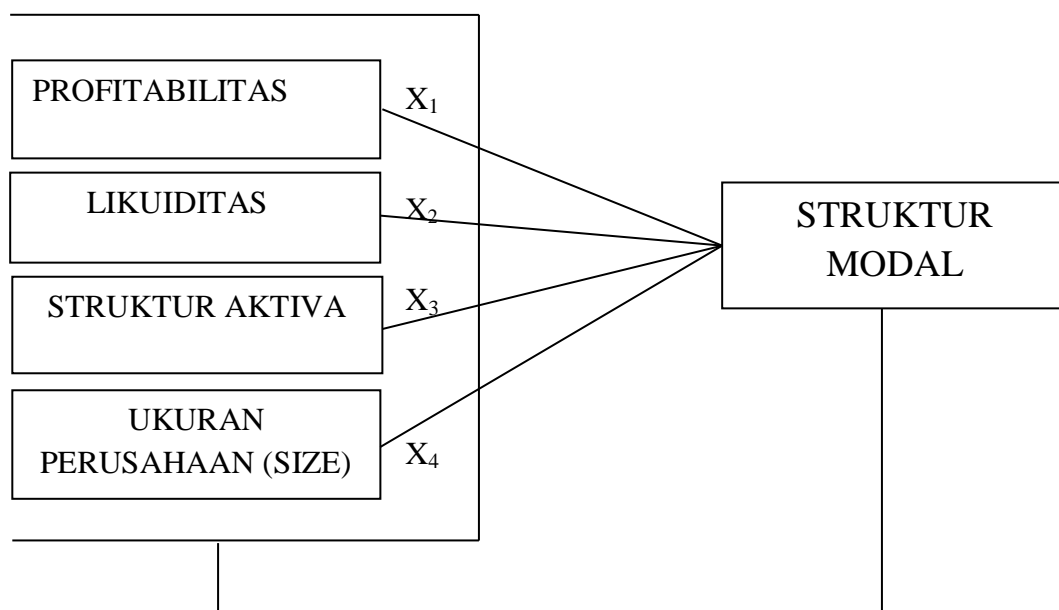 PROFITABILITAS
X₁
LIKUIDITAS
X₂
STRUKTUR AKTIVA
X₃
UKURAN
PERUSAHAAN (SIZE)
X₄
STRUKTUR
MODAL